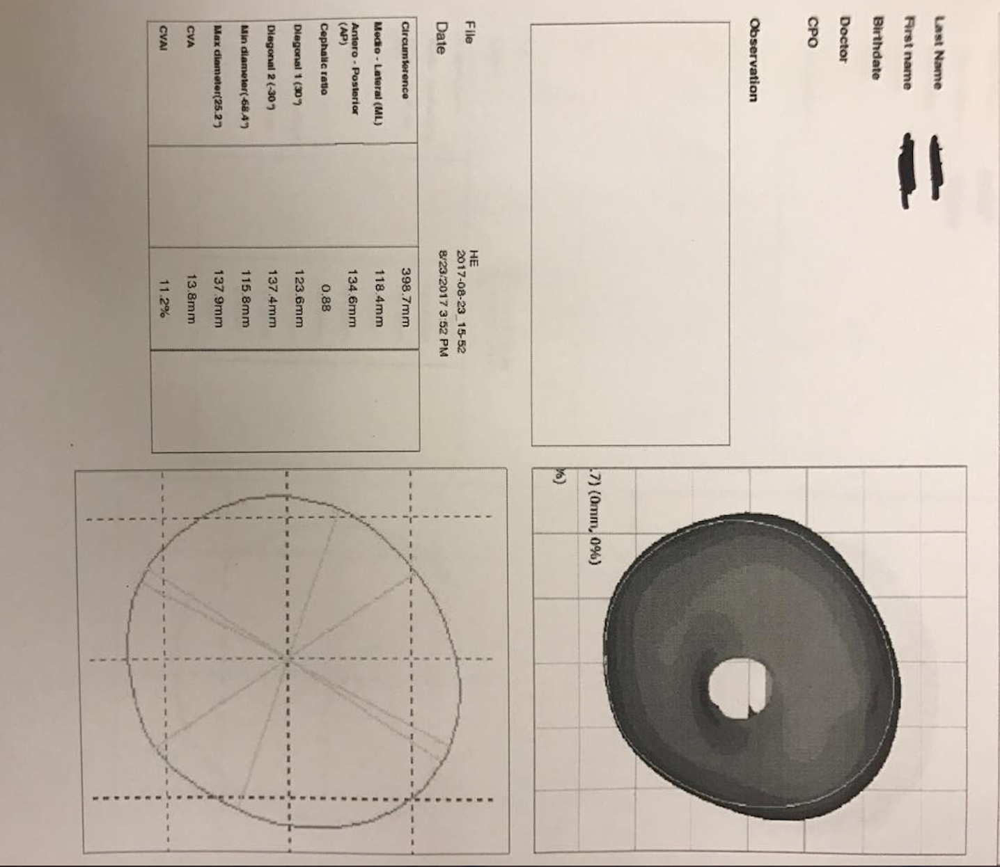 Last Name
First name
Birthdate
Doctor
CPO
Observation
.7) (0mm, 0%)
%)
File HE
2017-08-23_15-52
Date 8/23/2017 3:52 PM
Circumference 398.7mm
Medio - Lateral (ML) 118.4mm
Antero - Posterior (AP) 134.6mm
Cephalic ratio 0.88
Diagonal 1 (30°) 123.6mm
Diagonal 2 (-30°) 137.4mm
Min diameter(-68.4°) 115.8mm
Max diameter(25.2°) 137.9mm
CVA 13.8mm
CVAI 11.2%